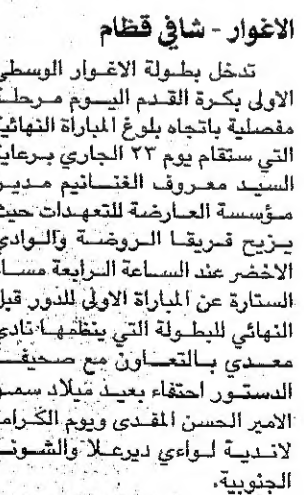 الاغوار - شافي قظام
تدخل بطولة الاغوار الوسطى
الاولى بكرة القدم اليوم مرحلة
مفصلية باتجاه بلوغ المباراة النهائية
التي ستقام يوم ٢٣ الجاري برعاية
السيد معروف الغنانيم مدير
مؤسسة العارضة للتعهدات حيث
يزيح فريقا الروضة والوادي
الاخضر عند الساعة الرابعة مساء
الستارة عن المباراة الاولى للدور قبل
النهائي للبطولة التي ينظمها نادي
معدي بالتعاون مع صحيفة
الدستور احتفاء بعيد ميلاد سمو
الامير الحسن المفدى ويوم الكرامة
لاندية لواءي ديرعلا والشونة
الجنوبية.